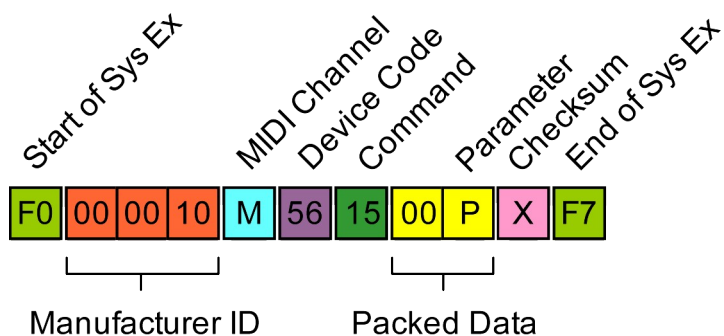 Start of Sys Ex
MIDI Channel
Device Code
Command
Parameter
Checksum
End of Sys Ex
F0 00 00 10 M 56 15 00 P X F7
Manufacturer ID
Packed Data